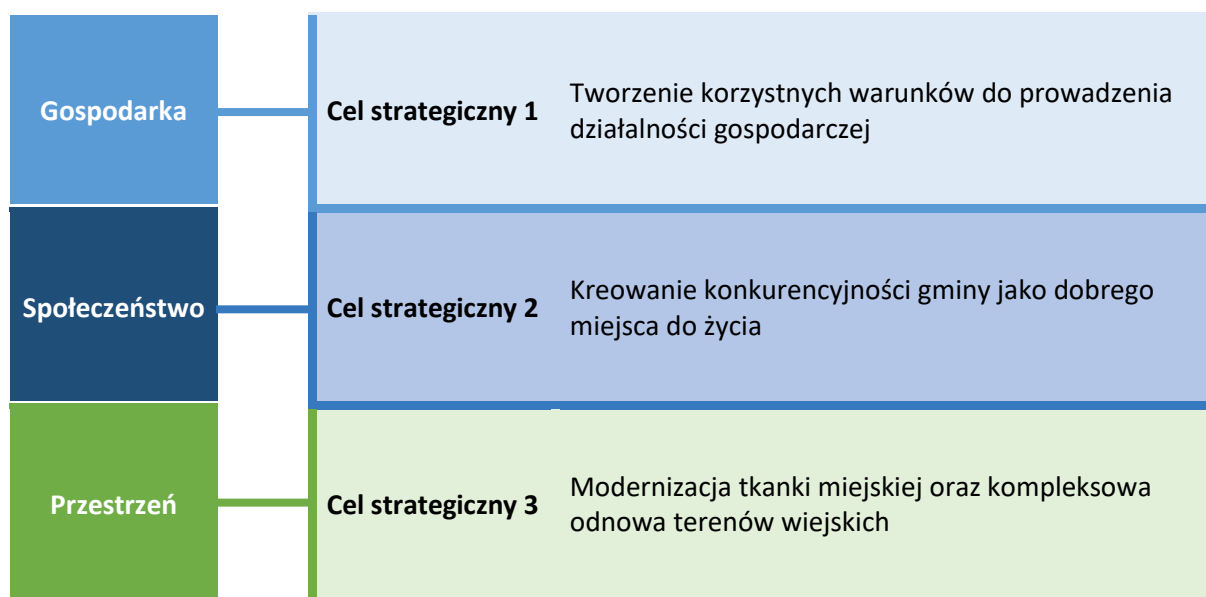 Gospodarka
Cel strategiczny 1
Tworzenie korzystnych warunków do prowadzenia
działalności gospodarczej
Społeczeństwo
Cel strategiczny 2
Kreowanie konkurencyjności gminy jako dobrego
miejsca do życia
Przestrzeń
Cel strategiczny 3
Modernizacja tkanki miejskiej oraz kompleksowa
odnowa terenów wiejskich